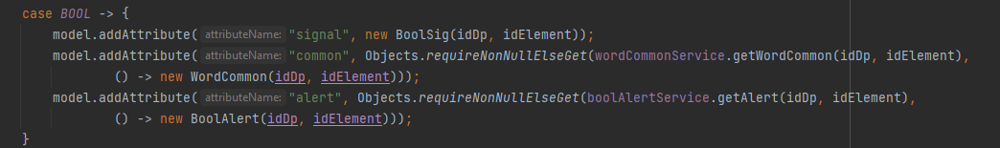 case BOOL -> {
model.addAttribute( attributeName: "signal", new BoolSig(idDp, idElement));
model.addAttribute( attributeName: "common", Objects.requireNonNullElseGet(wordCommonService.getWordCommon(idDp, idElement),
() -> new WordCommon(idDp, idElement)));
model.addAttribute( attributeName: "alert", Objects.requireNonNullElseGet(boolAlertService.getAlert(idDp, idElement),
() -> new BoolAlert(idDp, idElement)));
}